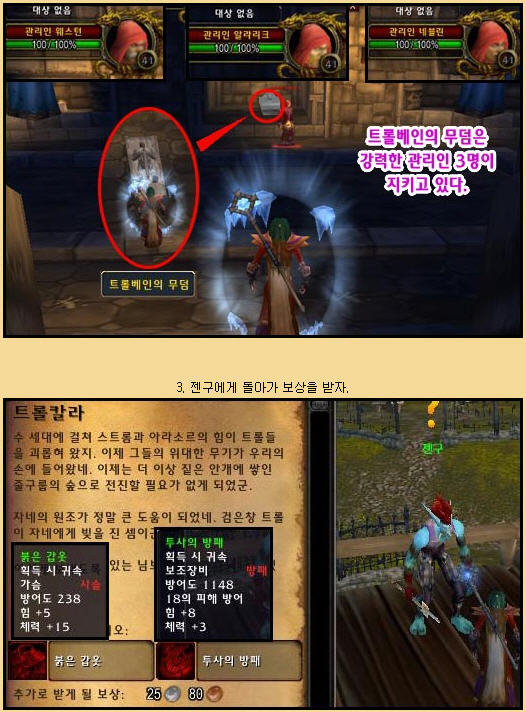 대상 없음
관리인 웨스턴
100/100%
41
대상 없음
관리인 알라리크
100/100%
41
대상 없음
관리인 네블린
100/100%
41
트롤베인의 무덤은
강력한 관리인 3명이
지키고 있다.
트롤베인의 무덤
3. 젠구에게 돌아가 보상을 받자.
트롤칼라
수 세대에 걸쳐 스트롬과 아라소르의 힘이 트롤들
을 괴롭혀 왔지. 이제 그들의 위대한 무기가 우리의
손에 들어왔네. 이제는 더 이상 짙은 안개에 쌓인
줄구룹의 숲으로 전진할 필요가 없게 되었군.
자네의 원조가 정말 큰 도움이 되었네. 검은창 트롤
이 자네에게 빚을 진 셈이
있는
붉은 갑옷
획득 시 귀속
가슴 사슬
방어도 238
힘 +5
체력 +15
투사의 방패
획득 시 귀속
보조장비 방패
방어도 1148
18의 피해 방어
힘 +8
체력 +3
오:
붉은 갑옷
투사의 방패
추가로 받게 될 보상: 25 80
젠구